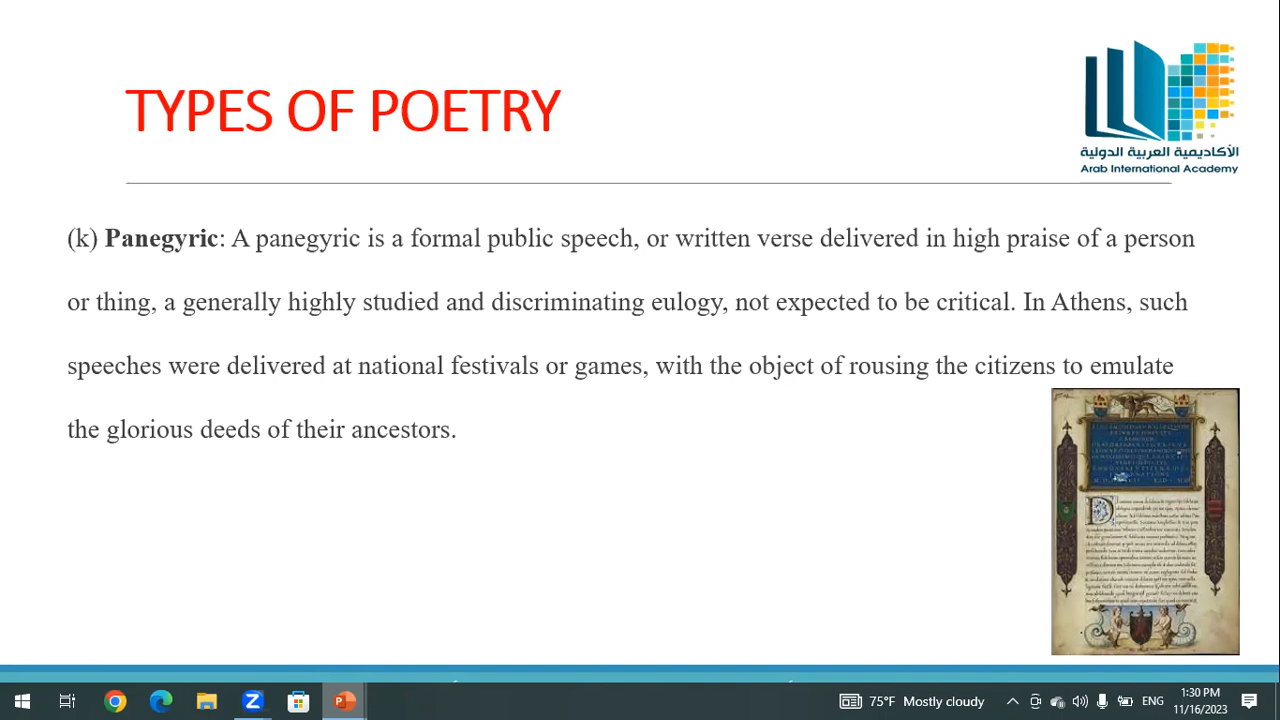 TYPES OF POETRY
الأكاديمية العربية الدولية
Arab International Academy
(k) Panegyric: A panegyric is a formal public speech, or written verse delivered in high praise of a person
or thing, a generally highly studied and discriminating eulogy, not expected to be critical. In Athens, such
speeches were delivered at national festivals or games, with the object of rousing the citizens to emulate
the glorious deeds of their ancestors.
75°F Mostly cloudy
ENG
1:30 PM
11/16/2023